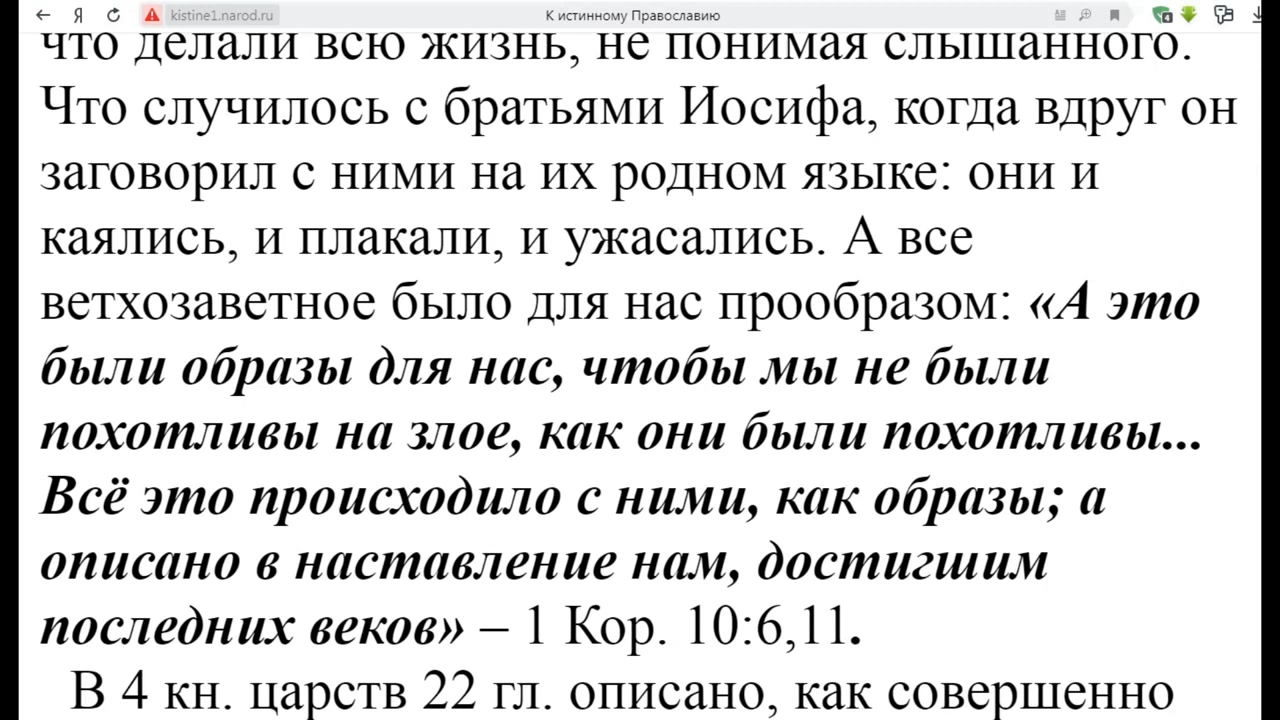 kistine1.narod.ru
К истинному Православию
что делали всю жизнь, не понимая слышанного.
Что случилось с братьями Иосифа, когда вдруг он
заговорил с ними на их родном языке: они и
каялись, и плакали, и ужасались. А все
ветхозаветное было для нас прообразом: «А это
были образы для нас, чтобы мы не были
похотливы на злое, как они были похотливы...
Всё это происходило с ними, как образы; а
описано в наставление нам, достигшим
последних веков» – 1 Кор. 10:6,11.
В 4 кн. царств 22 гл. описано, как совершенно